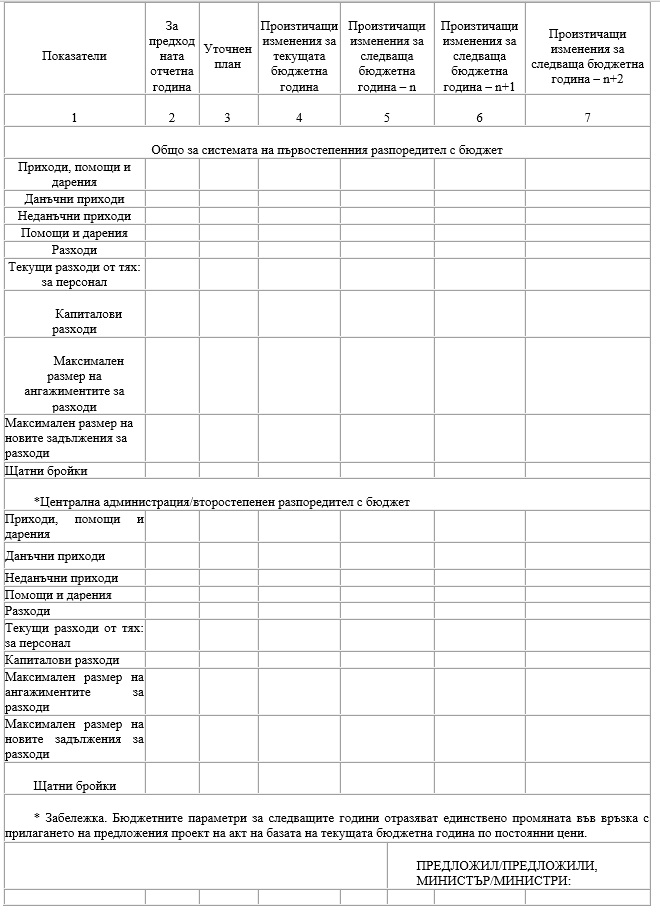 Показатели
За
предход
ната
отчетна
година
Уточнен
план
Произтичащи
изменения за
текущата
бюджетна
година
Произтичащи
изменения за
следваща
бюджетна
година – n
Произтичащи
изменения за
следваща
бюджетна
година – n+1
Произтичащи
изменения за
следваща бюджетна
година – n+2
1
2
3
4
5
6
7
Общо за системата на първостепенния разпоредител с бюджет
Приходи, помощи и
дарения
Данъчни приходи
Неданъчни приходи
Помощи и дарения
Разходи
Текущи разходи от тях:
за персонал
Капиталови
разходи
Максимален
размер на
ангажиментите за
разходи
Максимален размер на
новите задължения за
разходи
Щатни бройки
*Централна администрация/второстепенен разпоредител с бюджет
Приходи, помощи и
дарения
Данъчни приходи
Неданъчни приходи
Помощи и дарения
Разходи
Текущи разходи от тях:
за персонал
Капиталови разходи
Максимален размер на
ангажиментите за
разходи
Максимален размер на
новите задължения за
разходи
Щатни бройки
* Забележка. Бюджетните параметри за следващите години отразяват единствено промяната във връзка с
прилагането на предложения проект на акт на базата на текущата бюджетна година по постоянни цени.
ПРЕДЛОЖИЛ/ПРЕДЛОЖИЛИ,
МИНИСТЪР/МИНИСТРИ: